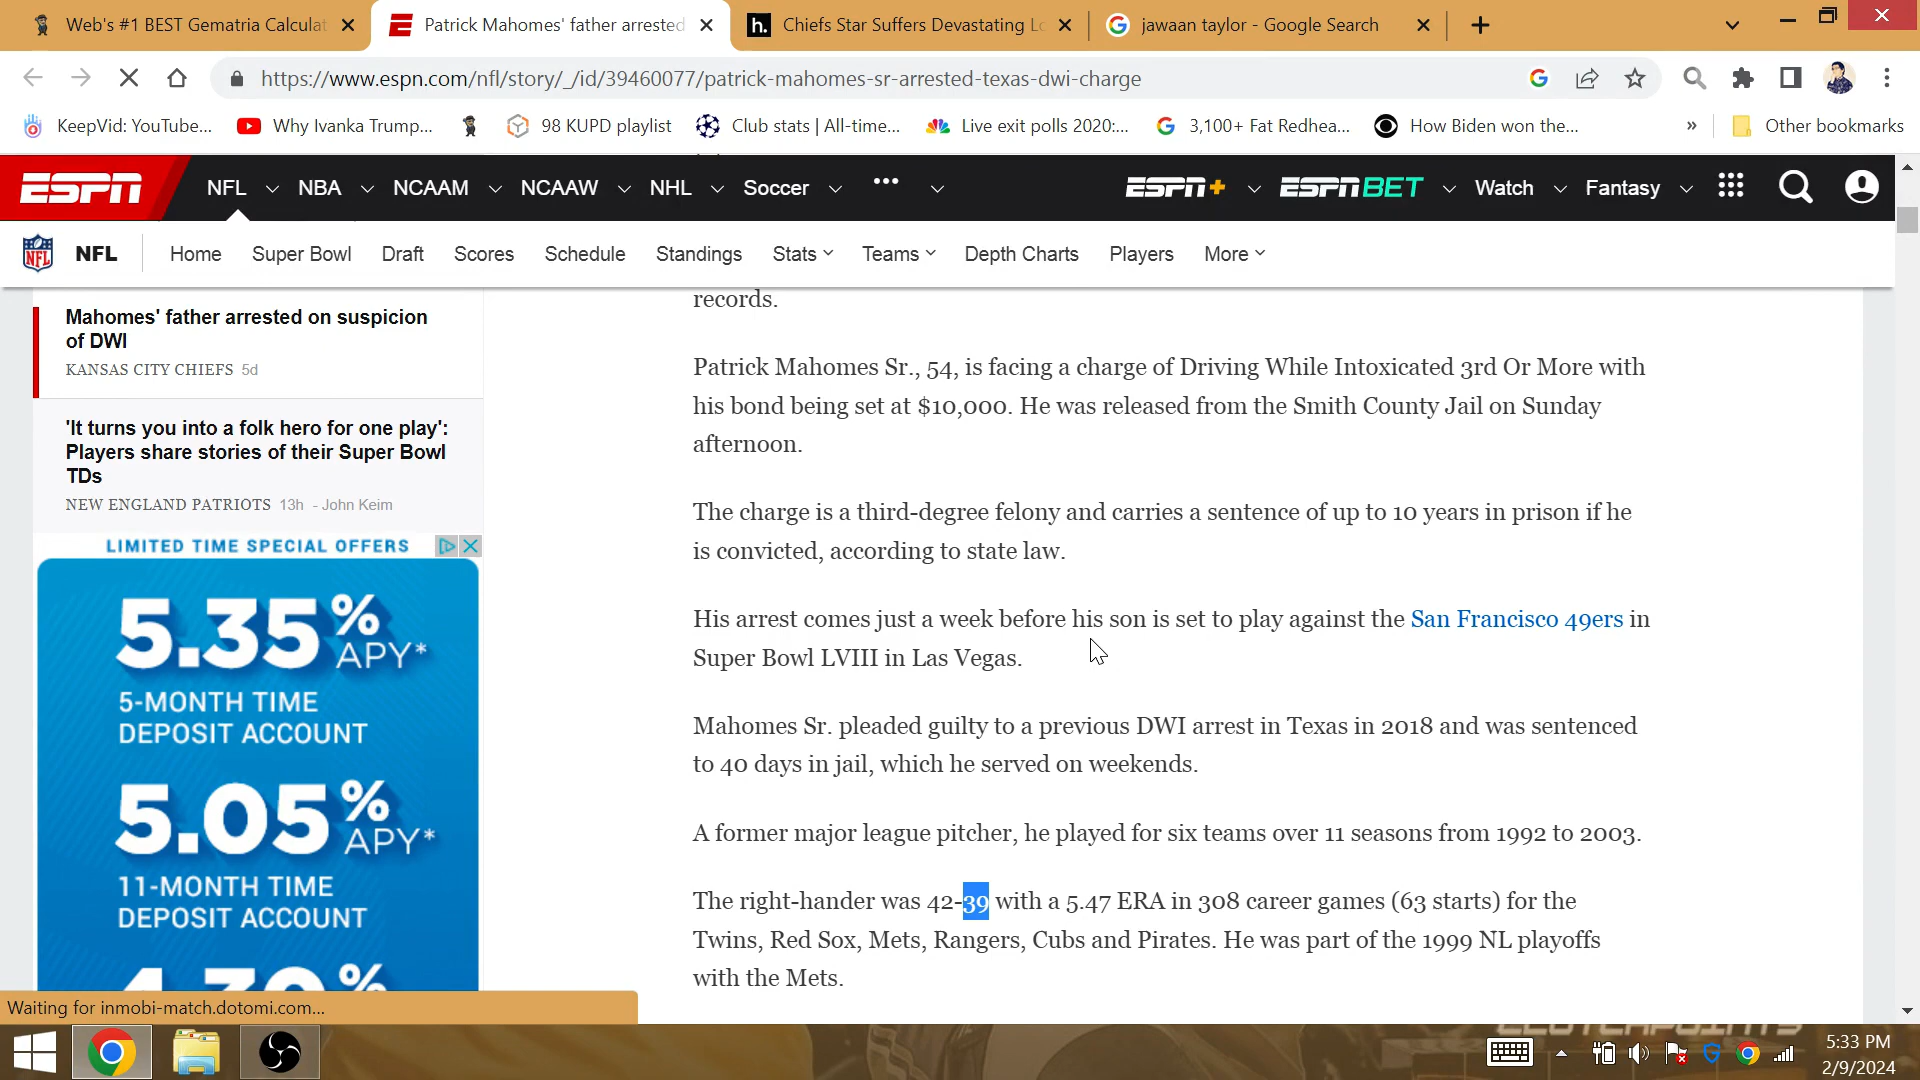 Web's #1 BEST Gematria Calculat
Patrick Mahomes' father arrested
h. Chiefs Star Suffers Devastating Lo
jawaan taylor - Google Search
https://www.espn.com/nfl/story/_/id/39460077/patrick-mahomes-sr-arrested-texas-dwi-charge
KeepVid: YouTube... Why Ivanka Trump... 98 KUPD playlist Club stats | All-time... Live exit polls 2020:... 3,100+ Fat Redhea... How Biden won the... » Other bookmarks
ESPN NFL NBA NCAAM NCAAW NHL Soccer ••• ESPN+ ESPN BET Watch Fantasy
NFL NFL Home Super Bowl Draft Scores Schedule Standings Stats Teams Depth Charts Players More
Mahomes' father arrested on suspicion
of DWI
KANSAS CITY CHIEFS 5d
'It turns you into a folk hero for one play':
Players share stories of their Super Bowl
TDs
NEW ENGLAND PATRIOTS 13h - John Keim
LIMITED TIME SPECIAL OFFERS
5.35% APY*
5-MONTH TIME
DEPOSIT ACCOUNT
5.05% APY*
11-MONTH TIME
DEPOSIT ACCOUNT
records.
Patrick Mahomes Sr., 54, is facing a charge of Driving While Intoxicated 3rd Or More with
his bond being set at $10,000. He was released from the Smith County Jail on Sunday
afternoon.
The charge is a third-degree felony and carries a sentence of up to 10 years in prison if he
is convicted, according to state law.
His arrest comes just a week before his son is set to play against the San Francisco 49ers in
Super Bowl LVIII in Las Vegas.
Mahomes Sr. pleaded guilty to a previous DWI arrest in Texas in 2018 and was sentenced
to 40 days in jail, which he served on weekends.
A former major league pitcher, he played for six teams over 11 seasons from 1992 to 2003.
The right-hander was 42-39 with a 5.47 ERA in 308 career games (63 starts) for the
Twins, Red Sox, Mets, Rangers, Cubs and Pirates. He was part of the 1999 NL playoffs
with the Mets.
Waiting for inmobi-match.dotomi.com...
5:33 PM
2/9/2024